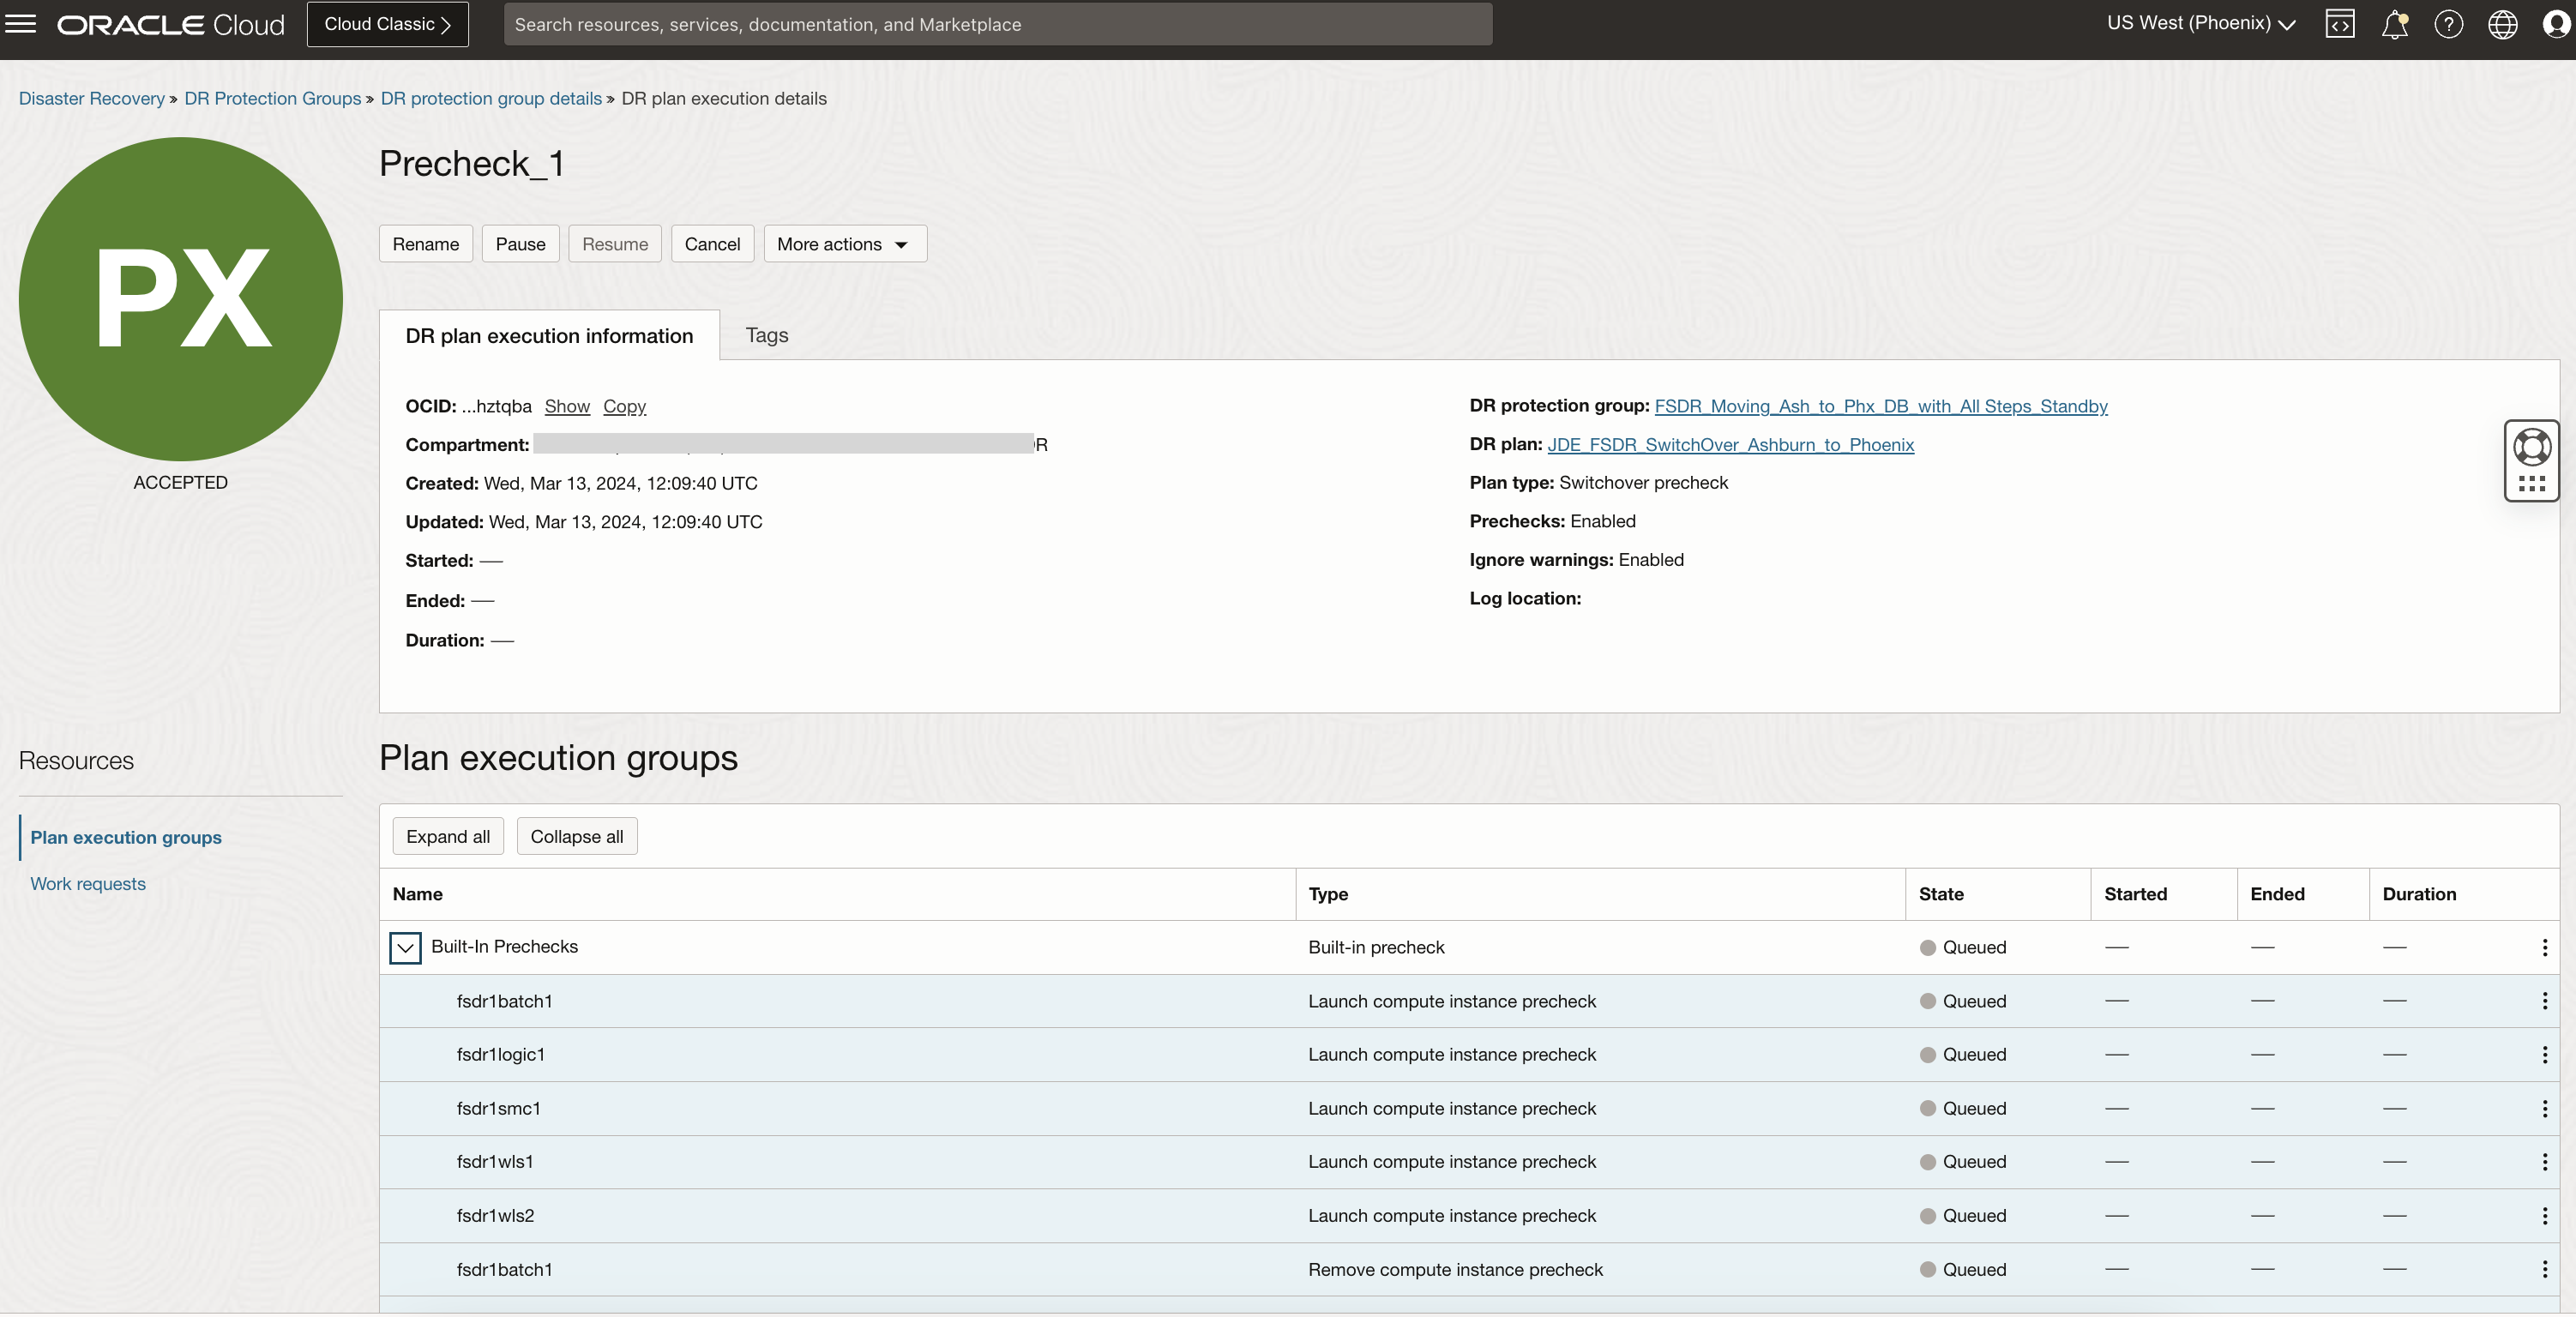 ORACLE Cloud
Cloud Classic
Search resources, services, documentation, and Marketplace
US West (Phoenix)
Disaster Recovery » DR Protection Groups » DR protection group details » DR plan execution details
PX
ACCEPTED
Precheck_1
Rename Pause Resume Cancel More actions
DR plan execution information
Tags
OCID: ...hztqba Show Copy
Compartment: R
Created: Wed, Mar 13, 2024, 12:09:40 UTC
Updated: Wed, Mar 13, 2024, 12:09:40 UTC
Started: —
Ended: —
Duration: —
DR protection group: FSDR_Moving_Ash_to_Phx_DB_with_All Steps_Standby
DR plan: JDE_FSDR_SwitchOver_Ashburn_to_Phoenix
Plan type: Switchover precheck
Prechecks: Enabled
Ignore warnings: Enabled
Log location:
Resources
Plan execution groups
Work requests
Plan execution groups
Expand all Collapse all
Name Type State Started Ended Duration
Built-In Prechecks Built-in precheck Queued — — —
fsdr1batch1 Launch compute instance precheck Queued — — —
fsdr1logic1 Launch compute instance precheck Queued — — —
fsdr1smc1 Launch compute instance precheck Queued — — —
fsdr1wls1 Launch compute instance precheck Queued — — —
fsdr1wls2 Launch compute instance precheck Queued — — —
fsdr1batch1 Remove compute instance precheck Queued — — —